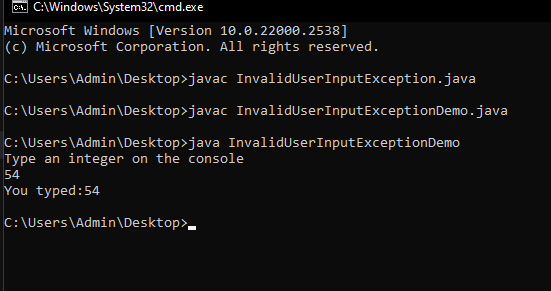 C:\Windows\System32\cmd.exe
Microsoft Windows [Version 10.0.22000.2538]
(c) Microsoft Corporation. All rights reserved.
C:\Users\Admin\Desktop>javac InvalidUserInputException.java
C:\Users\Admin\Desktop>javac InvalidUserInputExceptionDemo.java
C:\Users\Admin\Desktop>java InvalidUserInputExceptionDemo
Type an integer on the console
54
You typed:54
C:\Users\Admin\Desktop>